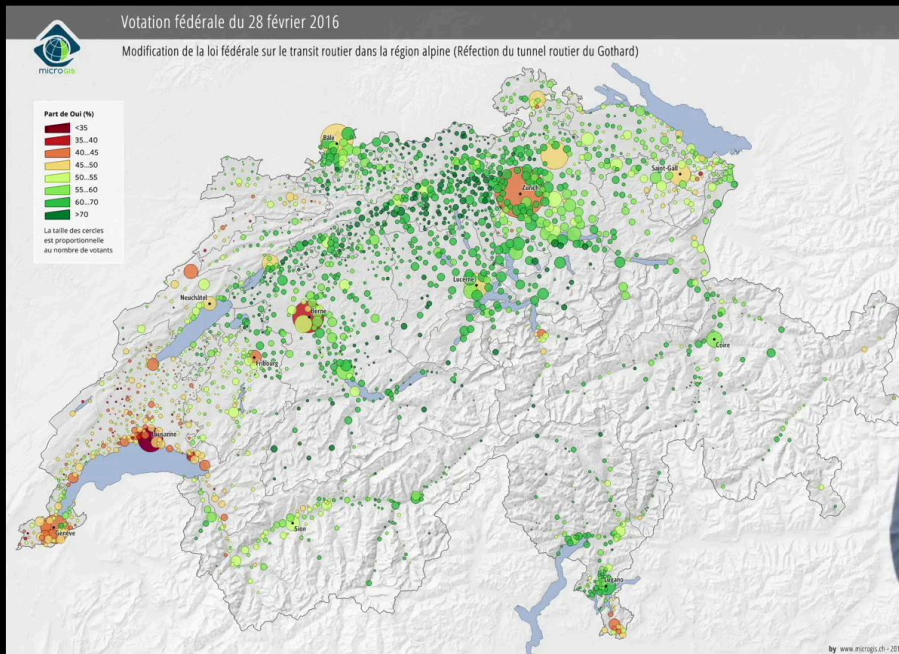 Votation fédérale du 28 février 2016
Modification de la loi fédérale sur le transit routier dans la région alpine (Réfection du tunnel routier du Gothard)
microGIS
Part de Oui (%)
<35
35...40
40...45
45...50
50...55
55...60
60...70
>70
La taille des cercles
est proportionnelle
au nombre de votants
Bâle
Zurich
Saint-Gall
Lucerne
Neuchâtel
Berne
Fribourg
Coire
Lausanne
Sion
Genève
Lugano
by www.microgis.ch - 201